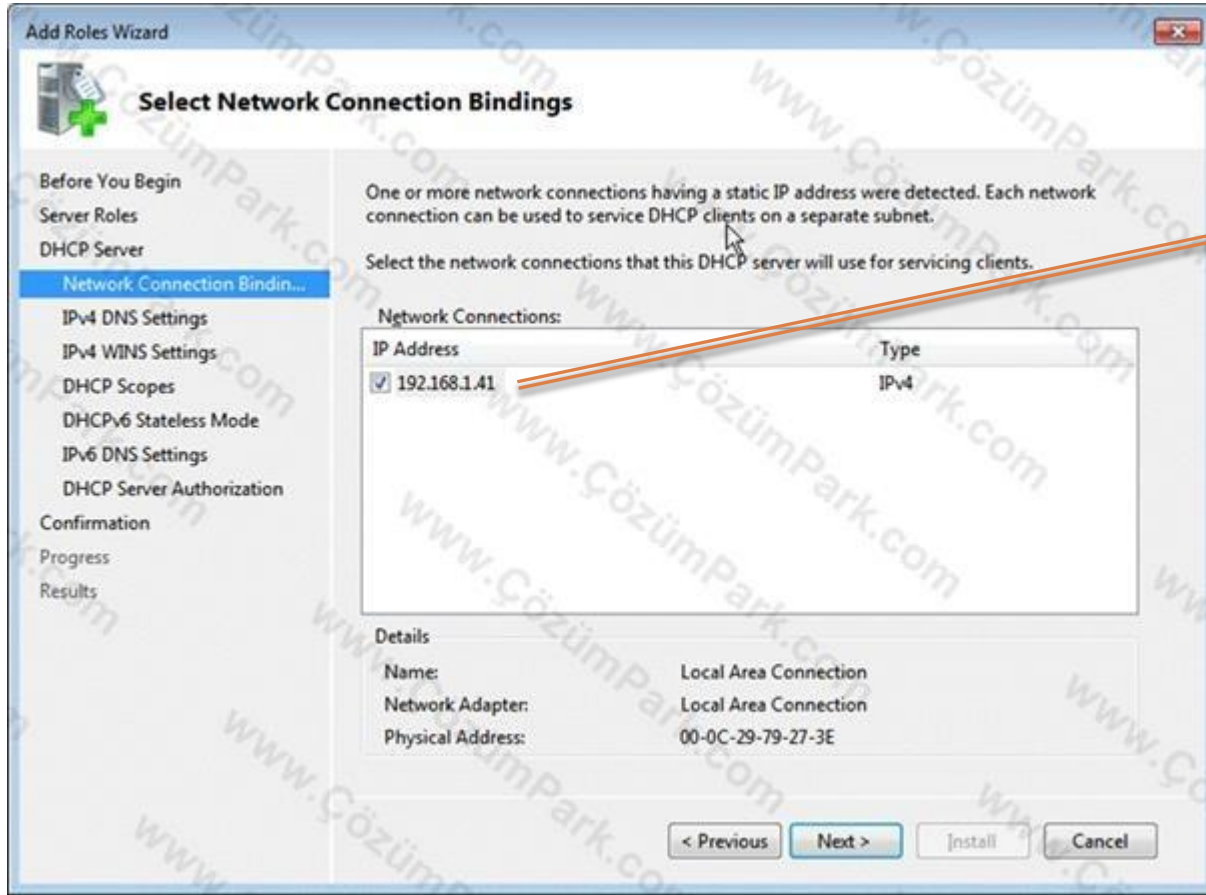 Add Roles Wizard
Select Network Connection Bindings
Before You Begin
Server Roles
DHCP Server
Network Connection Bindin...
IPv4 DNS Settings
IPv4 WINS Settings
DHCP Scopes
DHCPv6 Stateless Mode
IPv6 DNS Settings
DHCP Server Authorization
Confirmation
Progress
Results
One or more network connections having a static IP address were detected. Each network
connection can be used to service DHCP clients on a separate subnet.
Select the network connections that this DHCP server will use for servicing clients.
Network Connections:
IP Address Type
192.168.1.41 IPv4
Details
Name: Local Area Connection
Network Adapter: Local Area Connection
Physical Address: 00-0C-29-79-27-3E
< Previous Next > Install Cancel
www.ÇözümPark.com